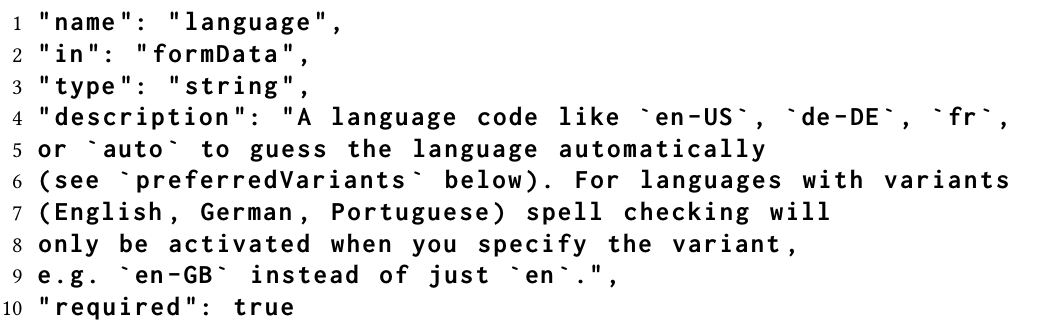 1 "name": "language",
2 "in": "formData",
3 "type": "string",
4 "description": "A language code like `en-US`, `de-DE`, `fr`,
5 or `auto` to guess the language automatically
6 (see `preferredVariants` below). For languages with variants
7 (English, German, Portuguese) spell checking will
8 only be activated when you specify the variant,
9 e.g. `en-GB` instead of just `en`.",
10 "required": true